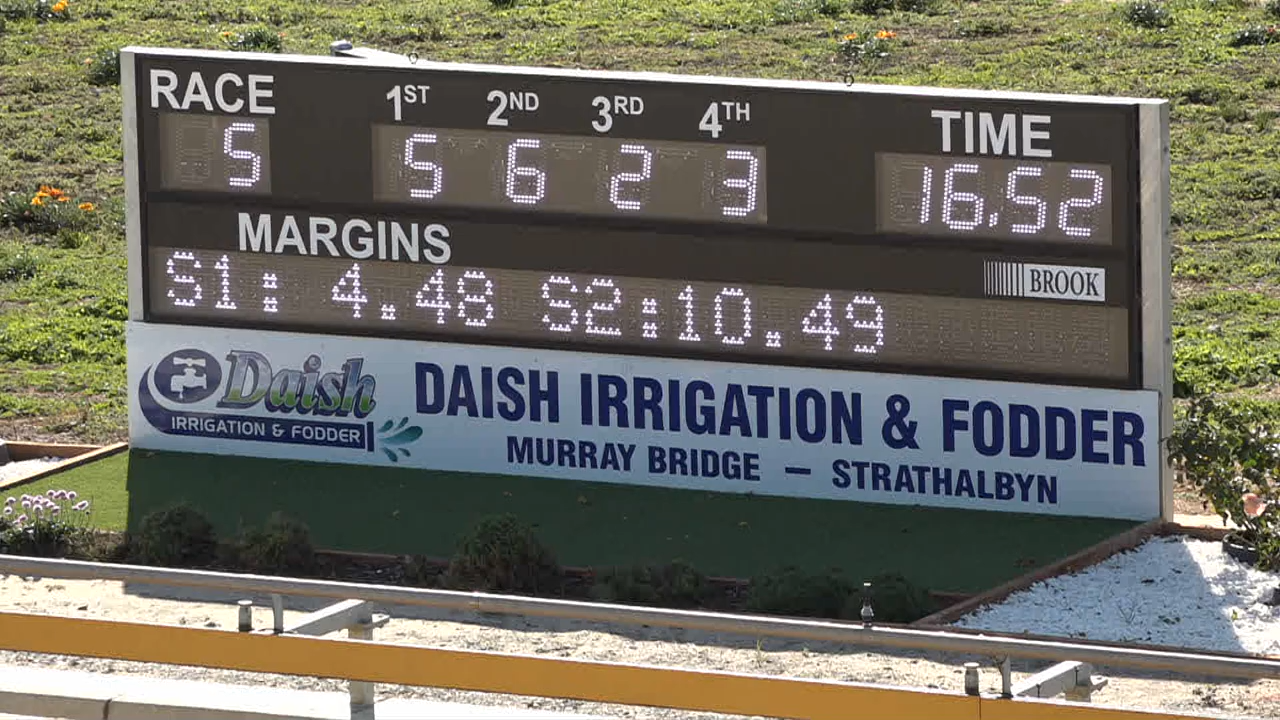 RACE 1ST 2ND 3RD 4TH TIME
5 5 6 2 3 16.52
MARGINS
BROOK
S1: 4.48 S2:10.49
Daish
IRRIGATION & FODDER
DAISH IRRIGATION & FODDER
MURRAY BRIDGE – STRATHALBYN